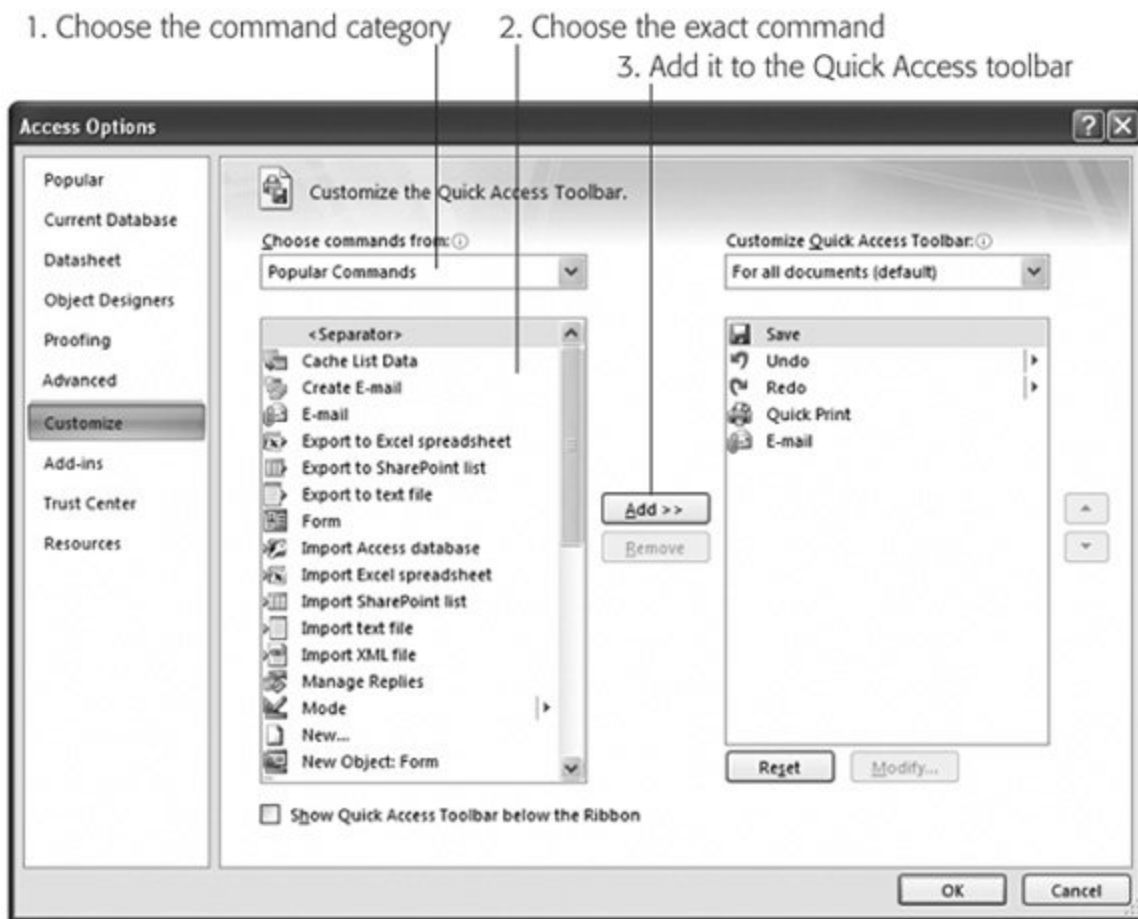 1. Choose the command category
2. Choose the exact command
3. Add it to the Quick Access toolbar
Access Options
Popular
Current Database
Datasheet
Object Designers
Proofing
Advanced
Customize
Add-ins
Trust Center
Resources
Customize the Quick Access Toolbar.
Choose commands from:
Popular Commands
<Separator>
Cache List Data
Create E-mail
E-mail
Export to Excel spreadsheet
Export to SharePoint list
Export to text file
Form
Import Access database
Import Excel spreadsheet
Import SharePoint list
Import text file
Import XML file
Manage Replies
Mode
New...
New Object: Form
Show Quick Access Toolbar below the Ribbon
Add >>
Remove
Customize Quick Access Toolbar:
For all documents (default)
Save
Undo
Redo
Quick Print
E-mail
Reset
Modify...
OK
Cancel